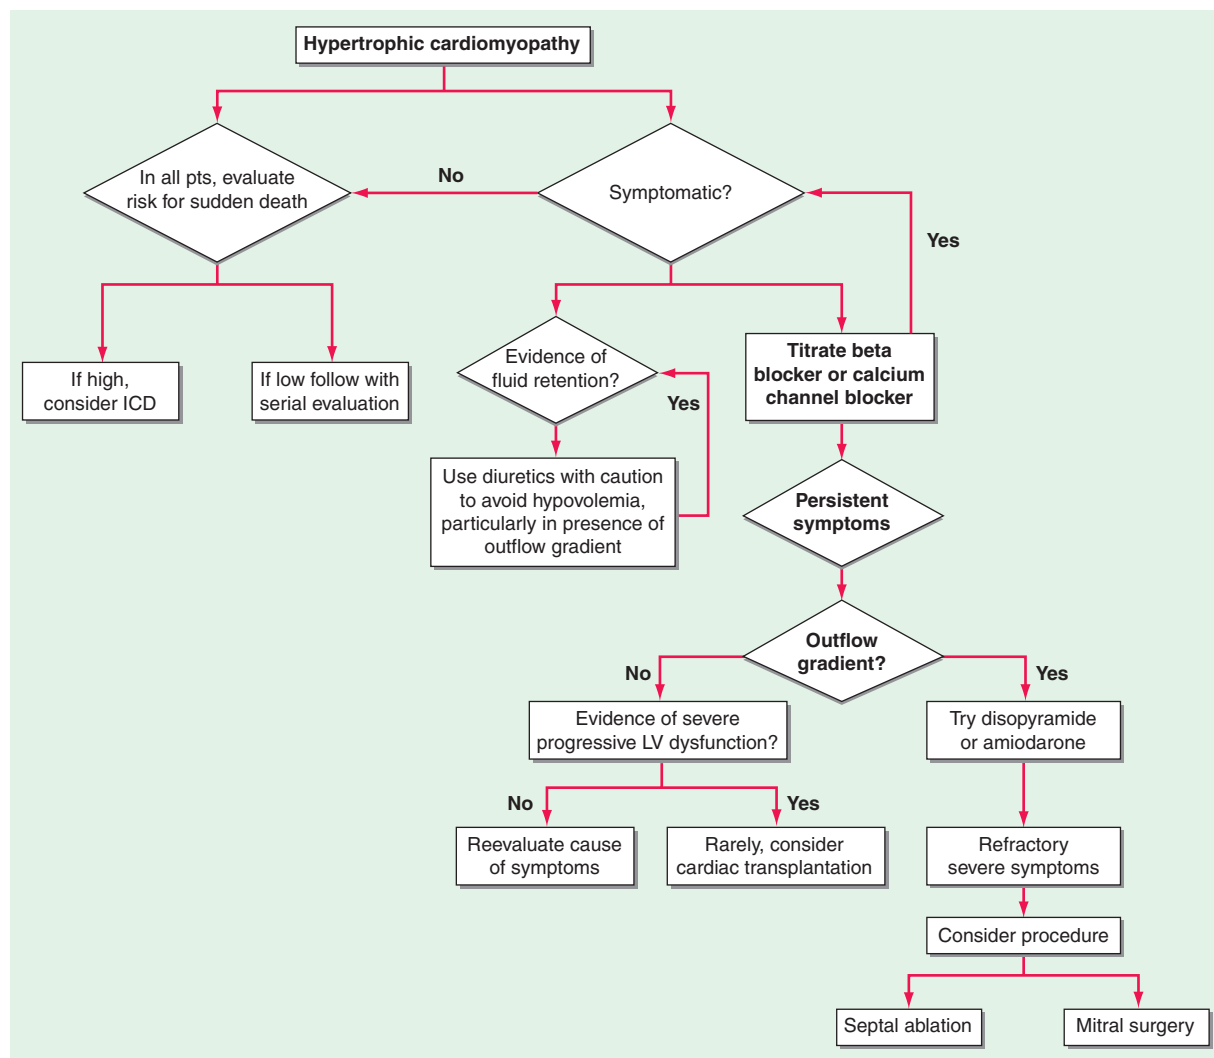 Hypertrophic cardiomyopathy
In all pts, evaluate
risk for sudden death
No
Symptomatic?
Yes
If high,
consider ICD
If low follow with
serial evaluation
Evidence of
fluid retention?
Yes
Titrate beta
blocker or calcium
channel blocker
Use diuretics with caution
to avoid hypovolemia,
particularly in presence of
outflow gradient
Persistent
symptoms
Outflow
gradient?
No
Yes
Evidence of severe
progressive LV dysfunction?
Try disopyramide
or amiodarone
No
Yes
Reevaluate cause
of symptoms
Rarely, consider
cardiac transplantation
Refractory
severe symptoms
Consider procedure
Septal ablation
Mitral surgery